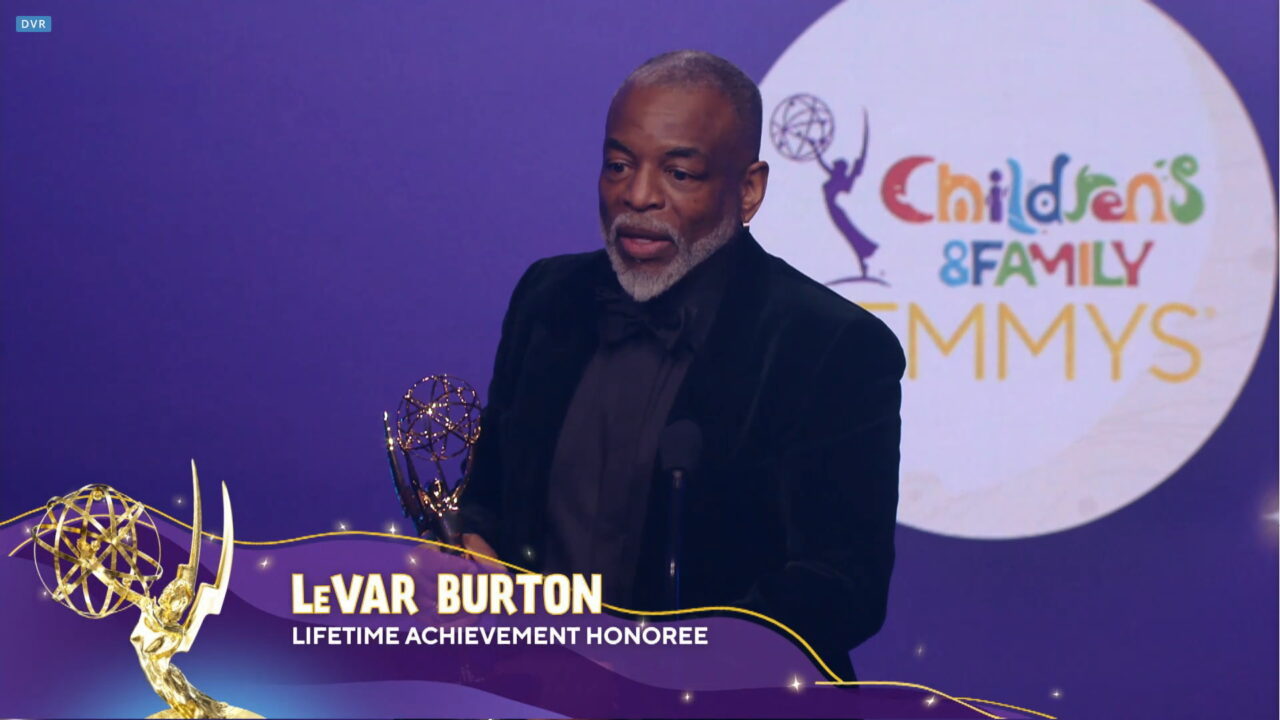 DVR
Children's
&FAMILY
EMMYS®
LeVAR BURTON
LIFETIME ACHIEVEMENT HONOREE